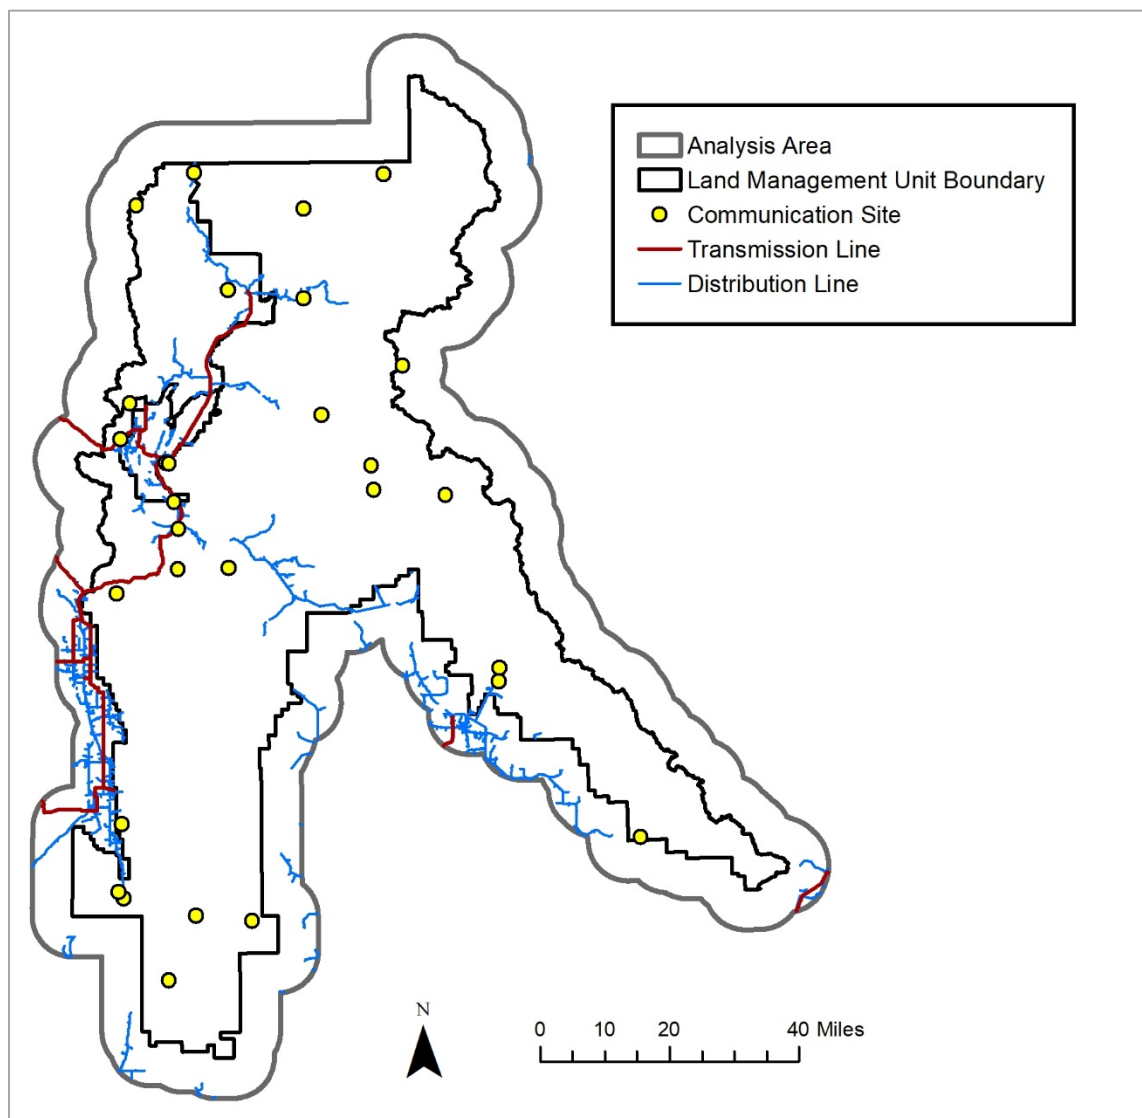 Analysis Area
Land Management Unit Boundary
Communication Site
Transmission Line
Distribution Line
N
0 10 20 40 Miles